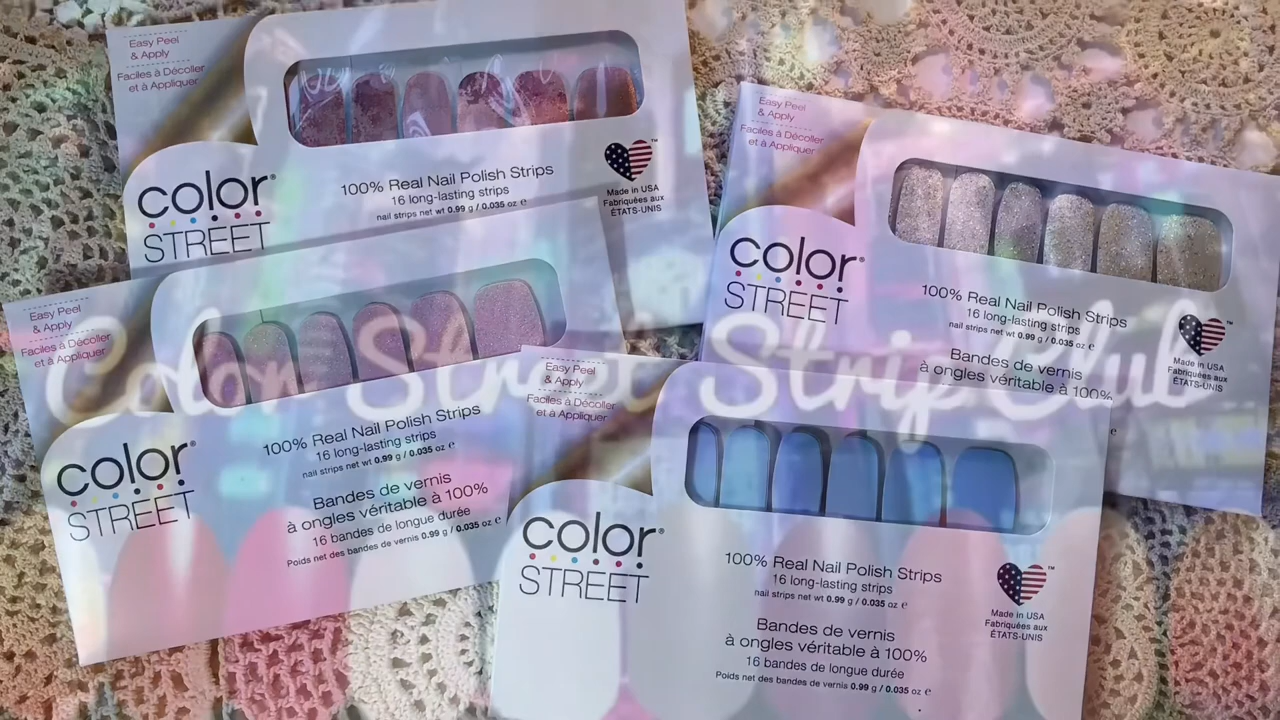 Easy Peel
& Apply
Faciles à Décoller
et à Appliquer
color®
STREET
100% Real Nail Polish Strips
16 long-lasting strips
nail strips net wt 0.99 g / 0.035 oz e
Made in USA
Fabriquées aux
ÉTATS-UNIS
Easy Peel
& Apply
Faciles à Décoller
et à Appliquer
color®
STREET
100% Real Nail Polish Strips
16 long-lasting strips
nail strips net wt 0.99 g / 0.035 oz e
Bandes de vernis
à ongles véritable à 100%
Made in USA
Fabriquées aux
ÉTATS-UNIS
Color Street Strip Club
Easy Peel
& Apply
Faciles à Décoller
et à Appliquer
color
STREET
100% Real Nail Polish Strips
16 long-lasting strips
nail strips net wt 0.99 g / 0.035 oz e
Bandes de vernis
à ongles véritable à 100%
16 bandes de longue durée
Poids net des bandes de vernis 0.99 g / 0.035 oz e
Easy Peel
& Apply
Faciles à Décoller
et à Appliquer
color®
STREET
100% Real Nail Polish Strips
16 long-lasting strips
nail strips net wt 0.99 g / 0.035 oz e
Made in USA
Fabriquées aux
ÉTATS-UNIS
Bandes de vernis
à ongles véritable à 100%
16 bandes de longue durée
Poids net des bandes de vernis 0.99 g / 0.035 oz e